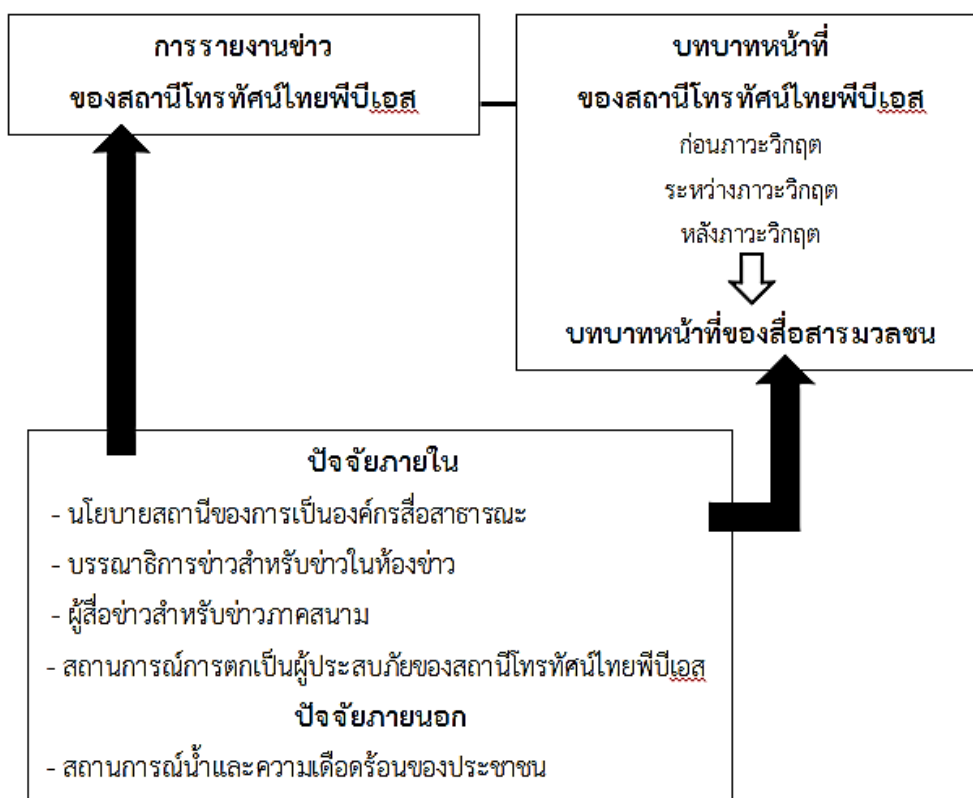 การรายงานข่าว
ของสถานีโทรทัศน์ไทยพีบีเอส
บทบาทหน้าที่
ของสถานีโทรทัศน์ไทยพีบีเอส
ก่อนภาวะวิกฤต
ระหว่างภาวะวิกฤต
หลังภาวะวิกฤต
บทบาทหน้าที่ของสื่อสารมวลชน
ปัจจัยภายใน
- นโยบายสถานีของการเป็นองค์กรสื่อสาธารณะ
- บรรณาธิการข่าวสำหรับข่าวในห้องข่าว
- ผู้สื่อข่าวสำหรับข่าวภาคสนาม
- สถานการณ์การตกเป็นผู้ประสบภัยของสถานีโทรทัศน์ไทยพีบีเอส
ปัจจัยภายนอก
- สถานการณ์น้ำและความเดือดร้อนของประชาชน